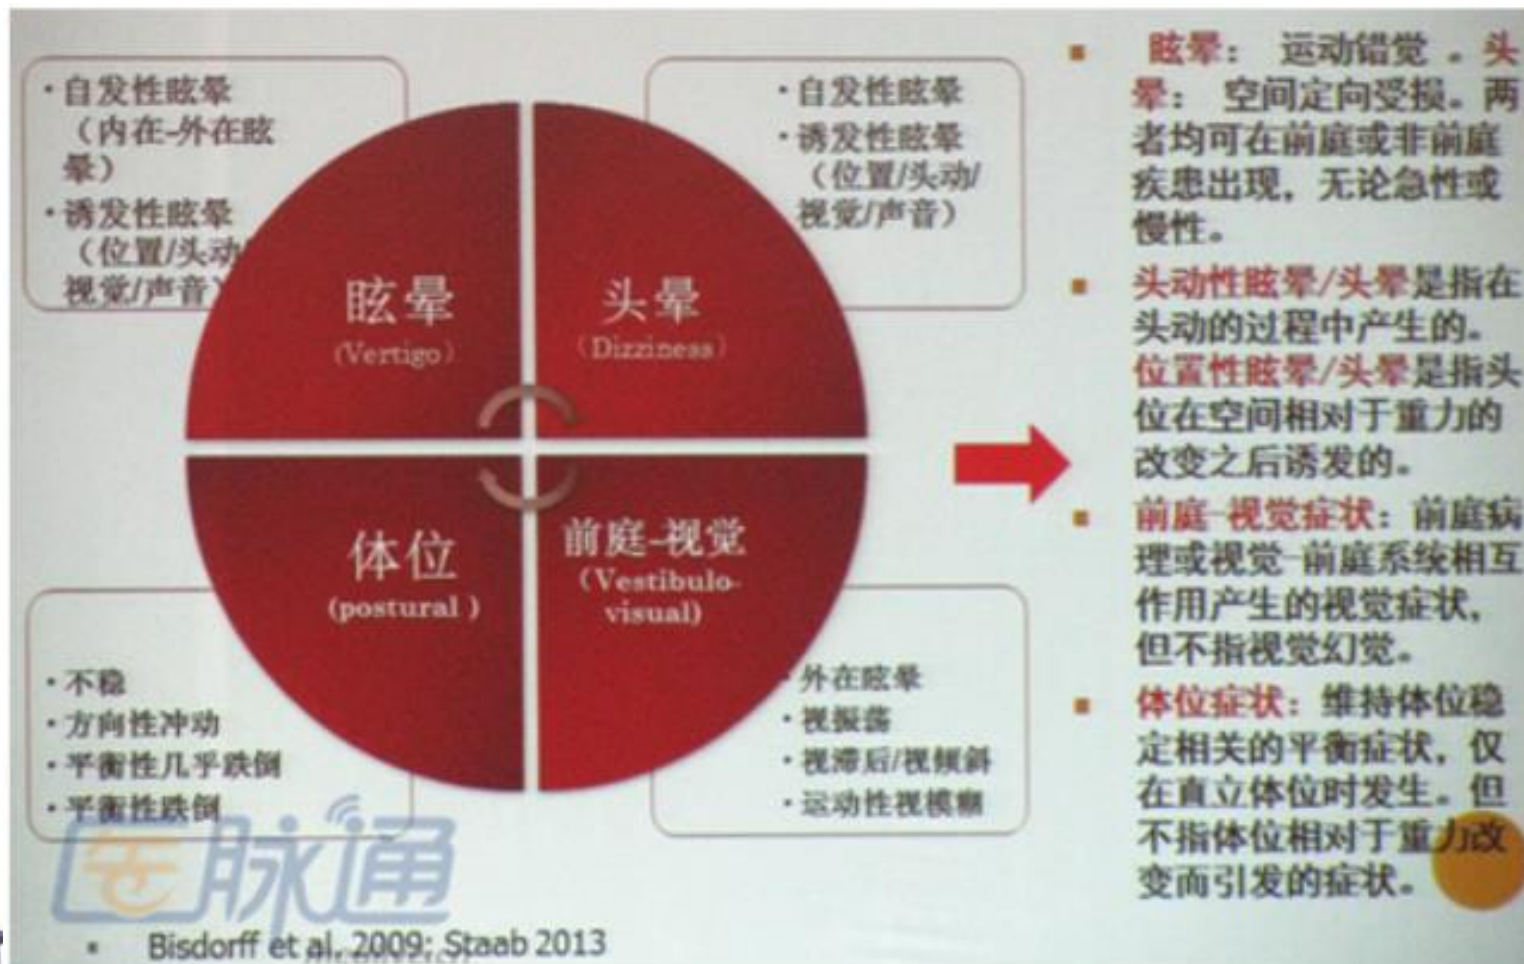 · 自发性眩晕
（内在-外在眩
晕）
· 诱发性眩晕
（位置/头动/
视觉/声音）
· 自发性眩晕
· 诱发性眩晕
（位置/头动/
视觉/声音）
眩晕
(Vertigo)
头晕
(Dizziness)
体位
(postural )
前庭-视觉
(Vestibulo-
visual)
· 不稳
· 方向性冲动
· 平衡性几乎跌倒
· 平衡性跌倒
· 外在眩晕
· 视振荡
· 视滞后/视倾斜
· 运动性视模糊
▪ 眩晕： 运动错觉 。头
晕： 空间定向受损。两
者均可在前庭或非前庭
疾患出现，无论急性或
慢性。
▪ 头动性眩晕/头晕是指在
头动的过程中产生的。
位置性眩晕/头晕是指头
位在空间相对于重力的
改变之后诱发的。
▪ 前庭-视觉症状：前庭病
理或视觉-前庭系统相互
作用产生的视觉症状，
但不指视觉幻觉。
▪ 体位症状：维持体位稳
定相关的平衡症状，仅
在直立体位时发生。但
不指体位相对于重力改
变而引发的症状。
医脉通
▪ Bisdorff et al, 2009; Staab 2013